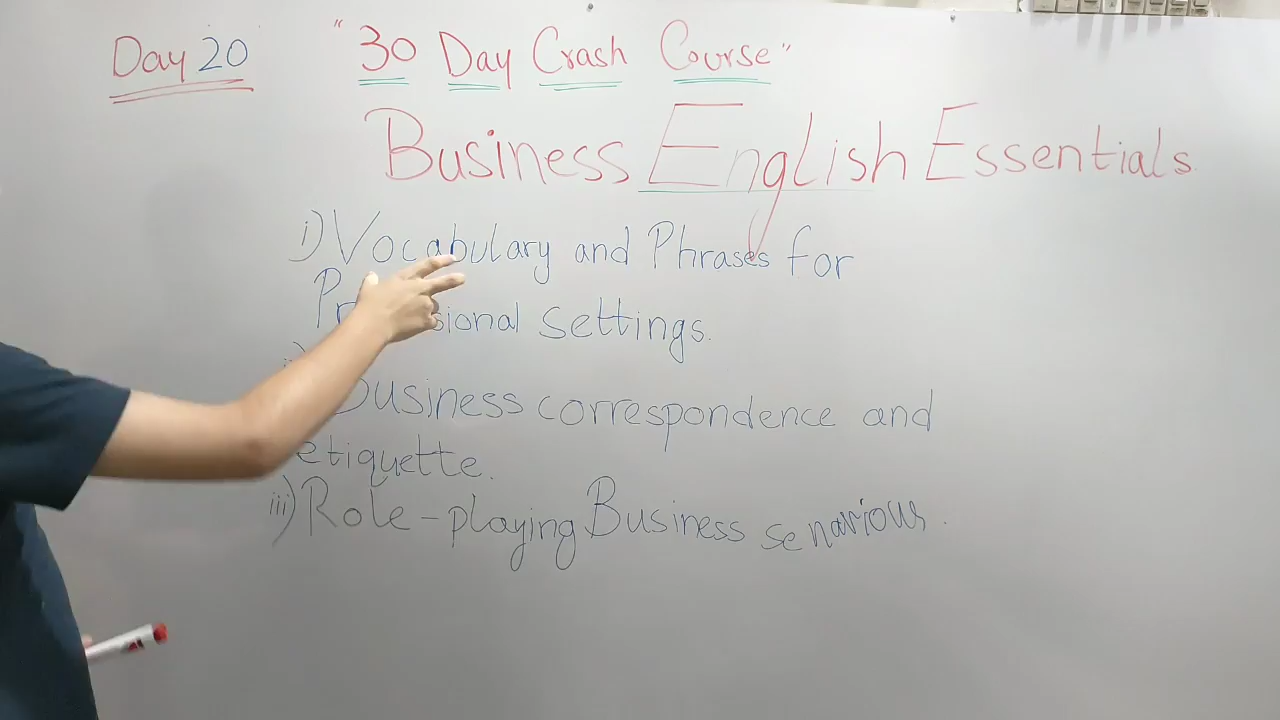 Day 20 "30 Day Crash Course"
Business English Essentials
i) Vocabulary and Phrases for
settings.
Business correspondence and
etiquette.
iii) Role-playing Business senarious.